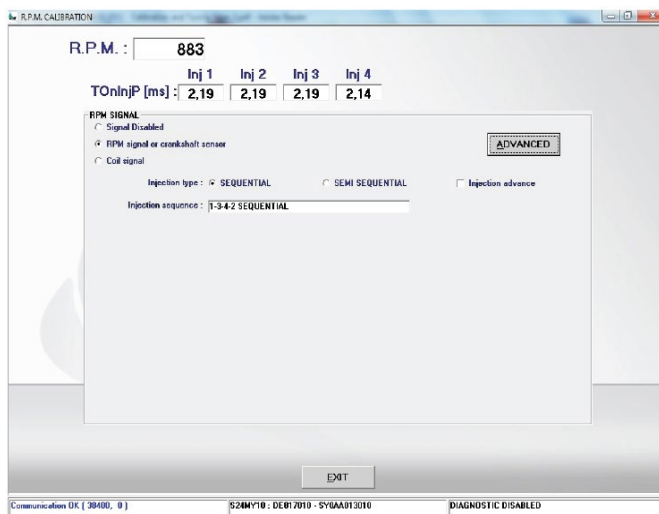 R.P.M. CALIBRATION
R.P.M. : 883
Inj 1 Inj 2 Inj 3 Inj 4
TOnInjP [ms] : 2,19 2,19 2,19 2,14
RPM SIGNAL
Signal Disabled
RPM signal or crankshaft sensor
ADVANCED
Coil signal
Injection type : SEQUENTIAL SEMI SEQUENTIAL Injection advance
Injection sequence : 1-3-4-2 SEQUENTIAL
EXIT
Communication OK ( 38400, 0 ) S24MY10 : DE817010 - SY0AA013010 DIAGNOSTIC DISABLED